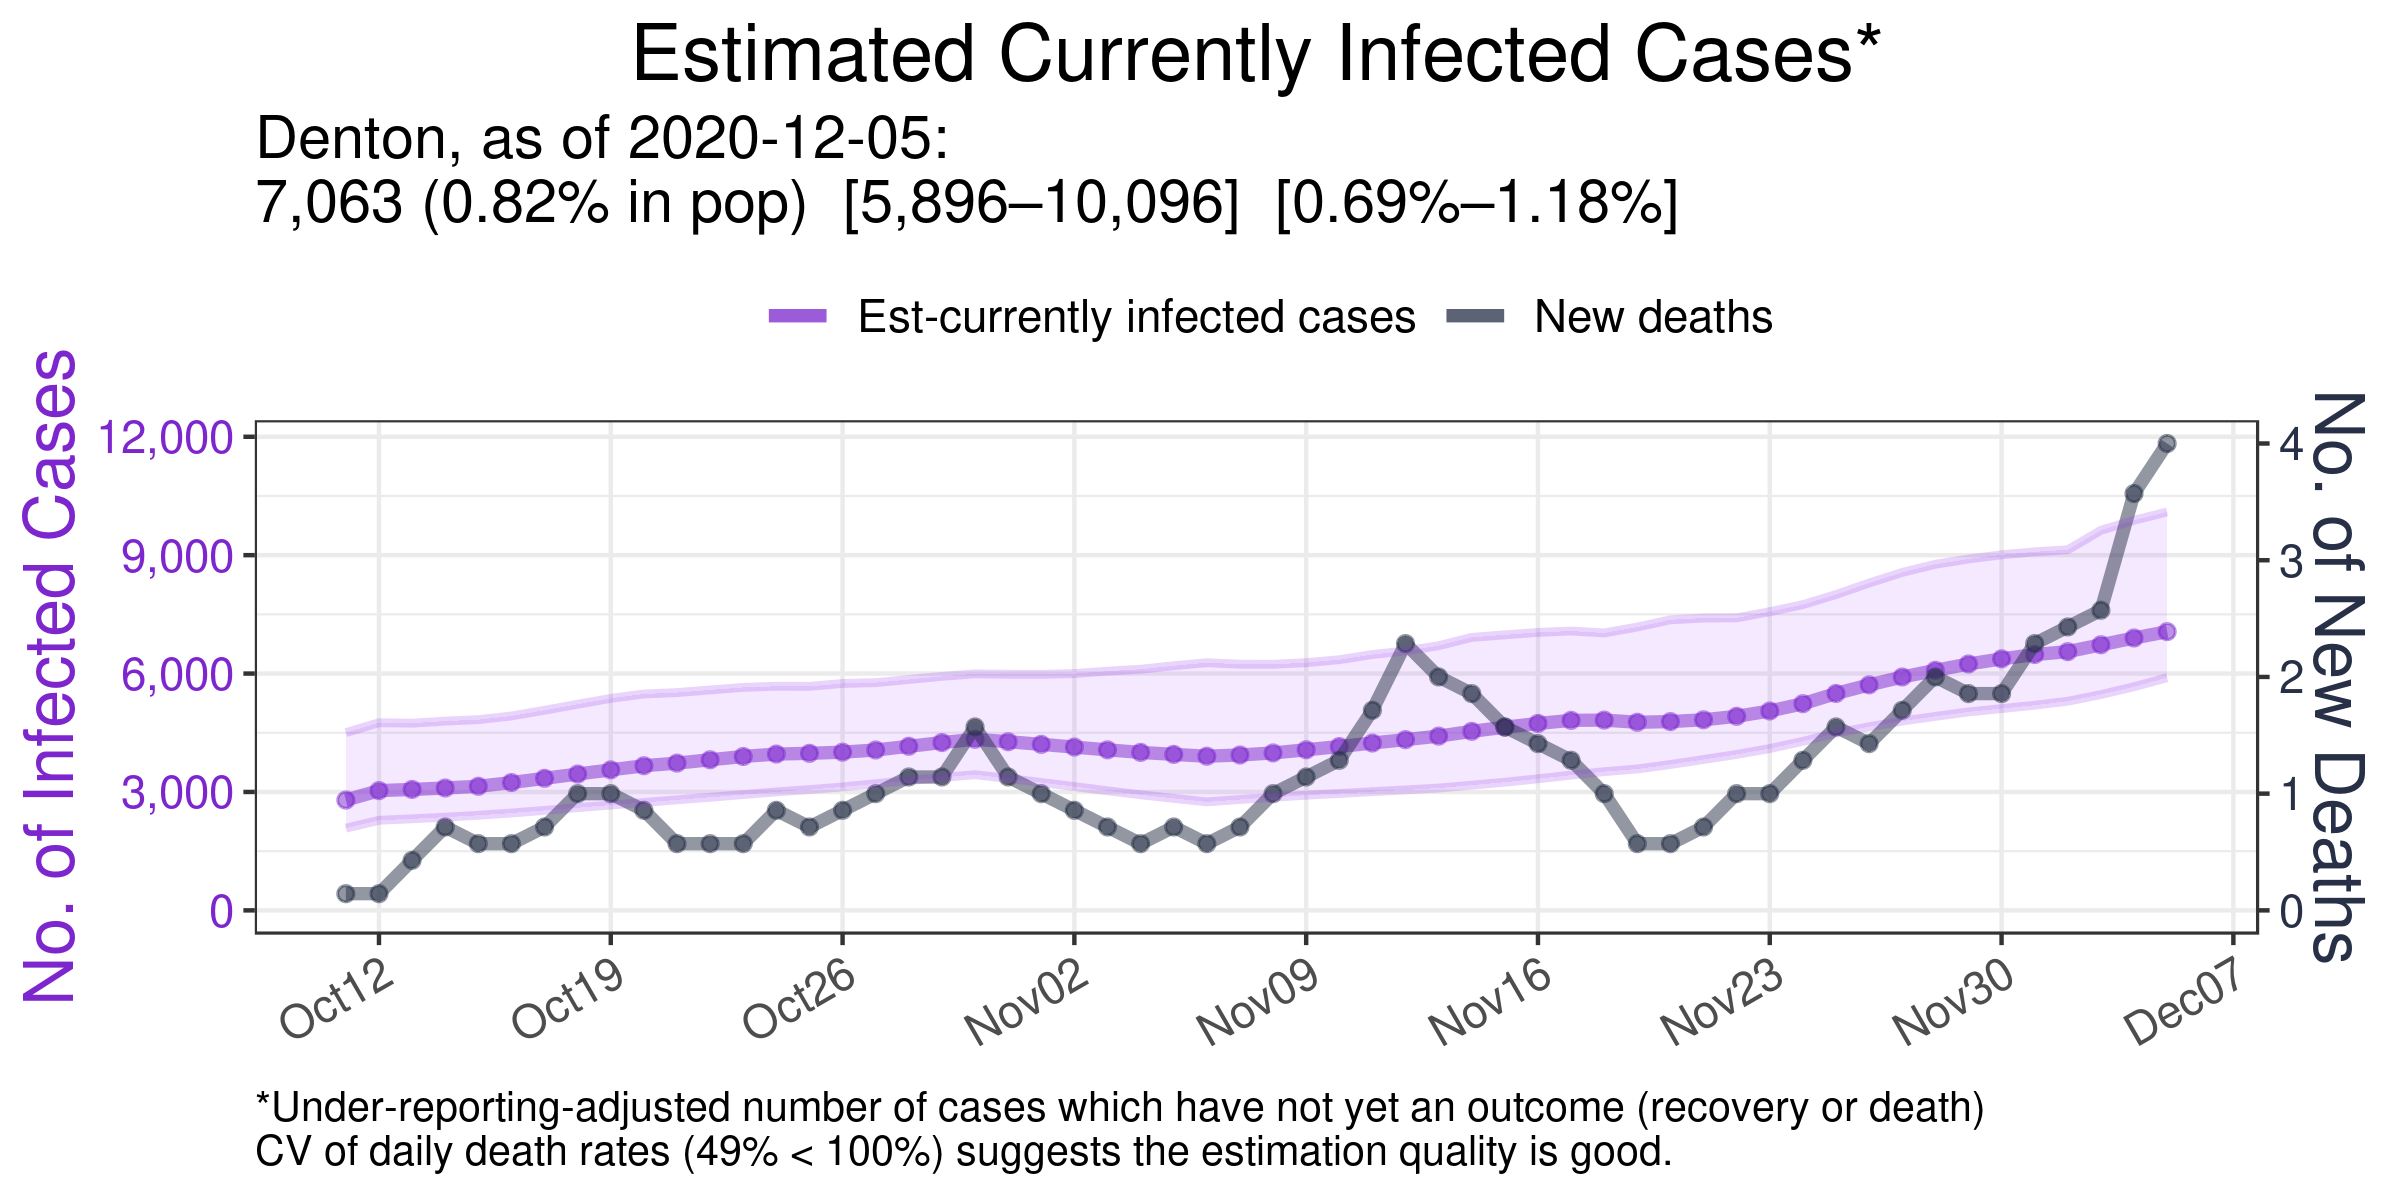 Estimated Currently Infected Cases*
Denton, as of 2020-12-05:
7,063 (0.82% in pop) [5,896–10,096] [0.69%–1.18%]
Est-currently infected cases
New deaths
No. of Infected Cases
12,000
9,000
6,000
3,000
0
4
3
2
1
0
No. of New Deaths
Oct12
Oct19
Oct26
Nov02
Nov09
Nov16
Nov23
Nov30
Dec07
*Under-reporting-adjusted number of cases which have not yet an outcome (recovery or death)
CV of daily death rates (49% < 100%) suggests the estimation quality is good.